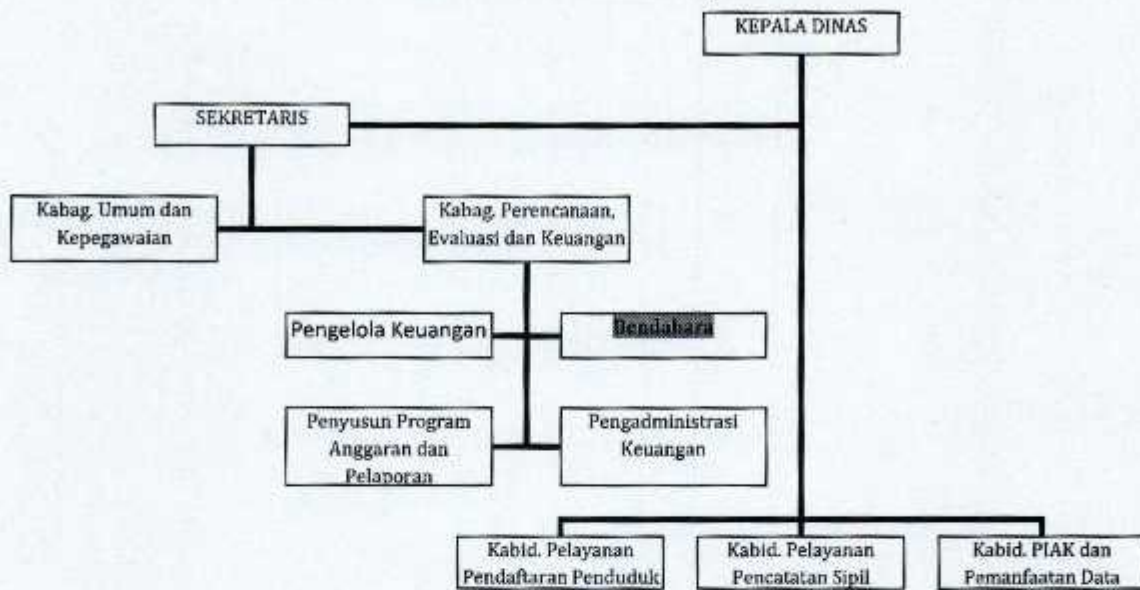 KEPALA DINAS
SEKRETARIS
Kabag. Umum dan
Kepegawaian
Kabag. Perencanaan,
Evaluasi dan Keuangan
Pengelola Keuangan
Bendahara
Penyusun Program
Anggaran dan
Pelaporan
Pengadministrasi
Keuangan
Kabid. Pelayanan
Pendaftaran Penduduk
Kabid. Pelayanan
Pencatatan Sipil
Kabid. PIAK dan
Pemanfaatan Data